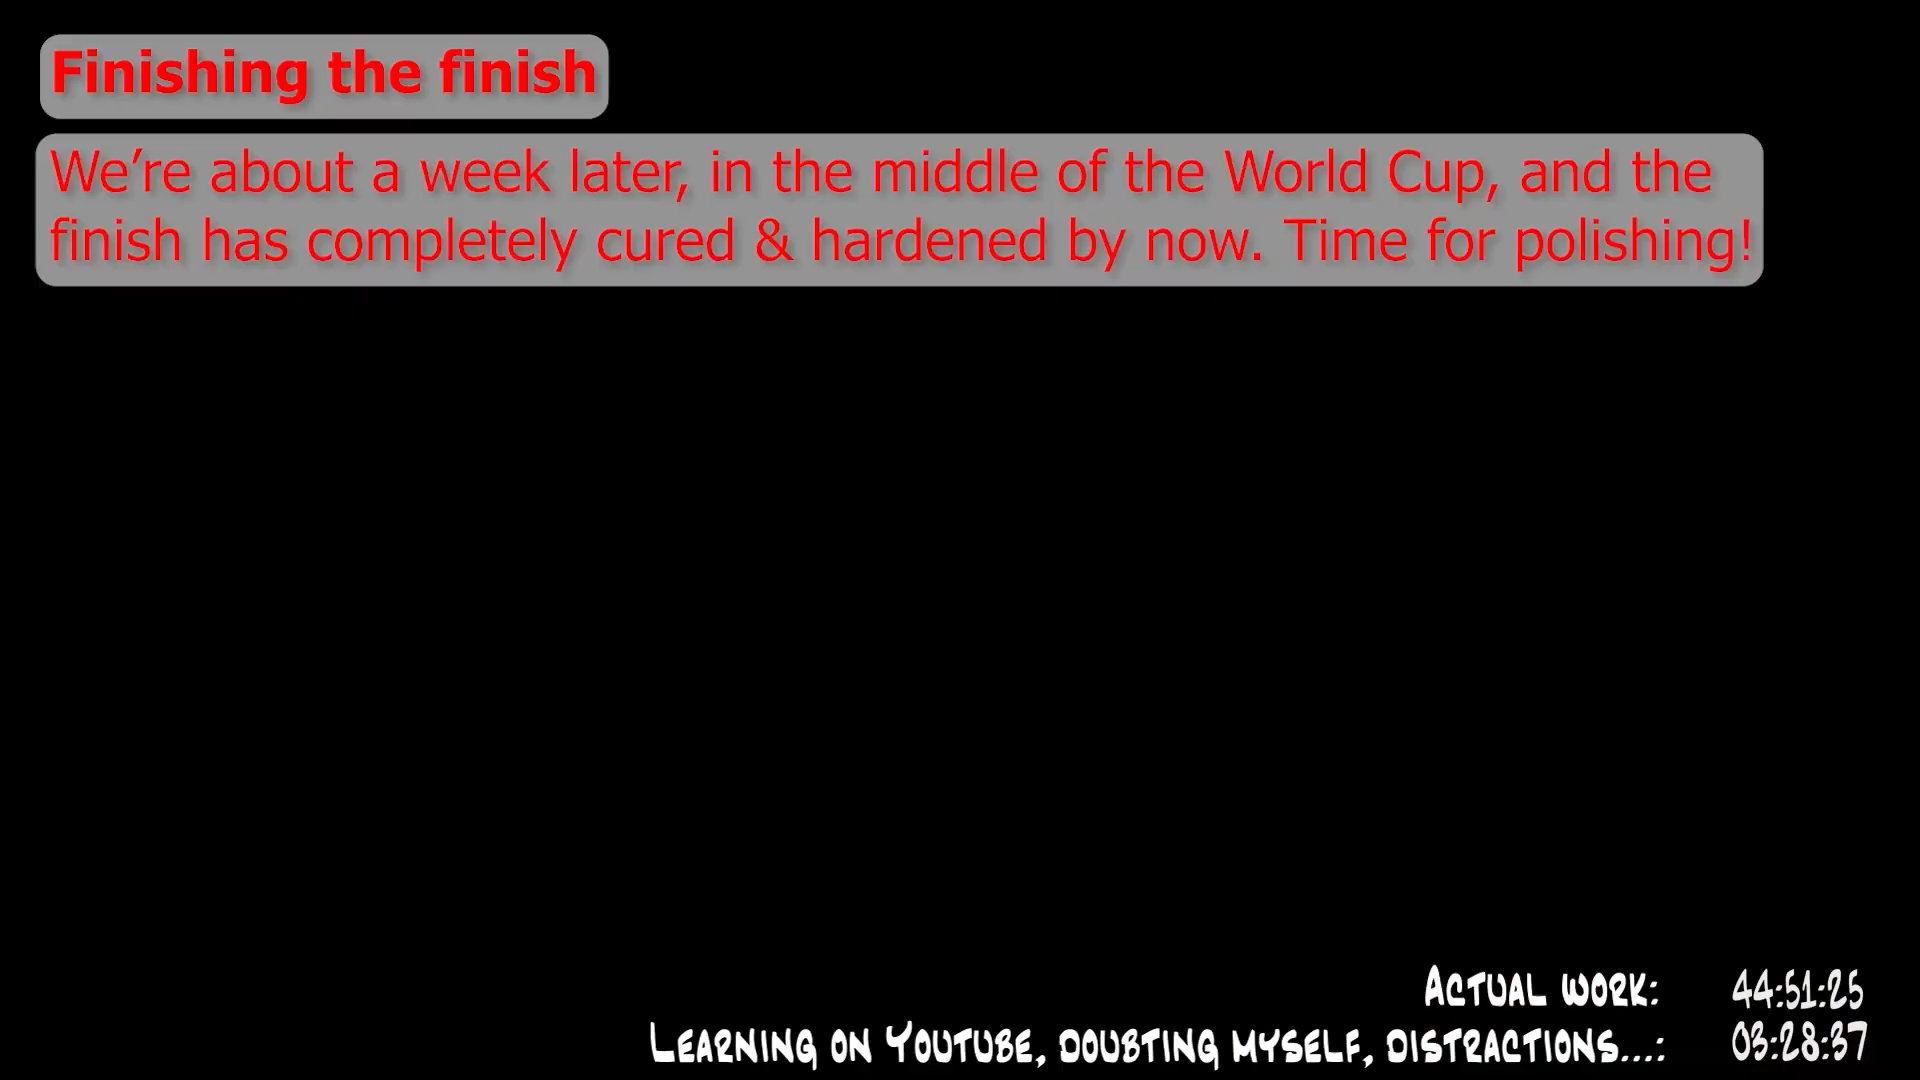 Finishing the finish
We’re about a week later, in the middle of the World Cup, and the
finish has completely cured & hardened by now. Time for polishing!
Actual work: 44:51:25
Learning on Youtube, doubting myself, distractions...: 03:28:37